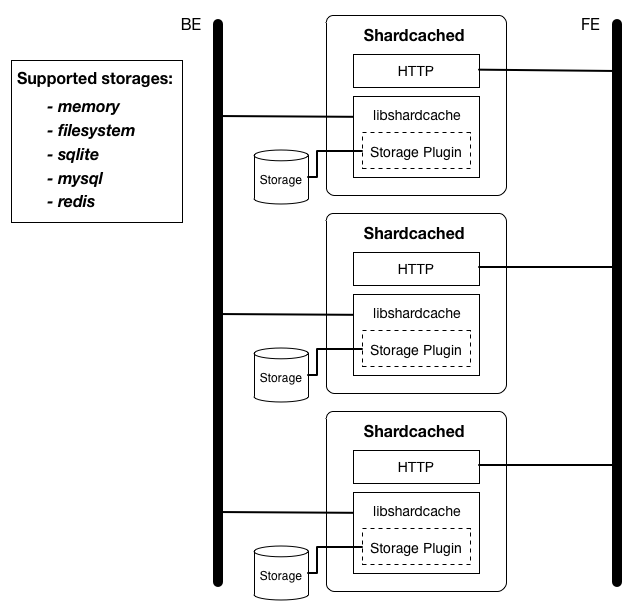 BE
FE
Supported storages:
- memory
- filesystem
- sqlite
- mysql
- redis
Shardcached
HTTP
libshardcache
Storage Plugin
Storage
Shardcached
HTTP
libshardcache
Storage Plugin
Storage
Shardcached
HTTP
libshardcache
Storage Plugin
Storage